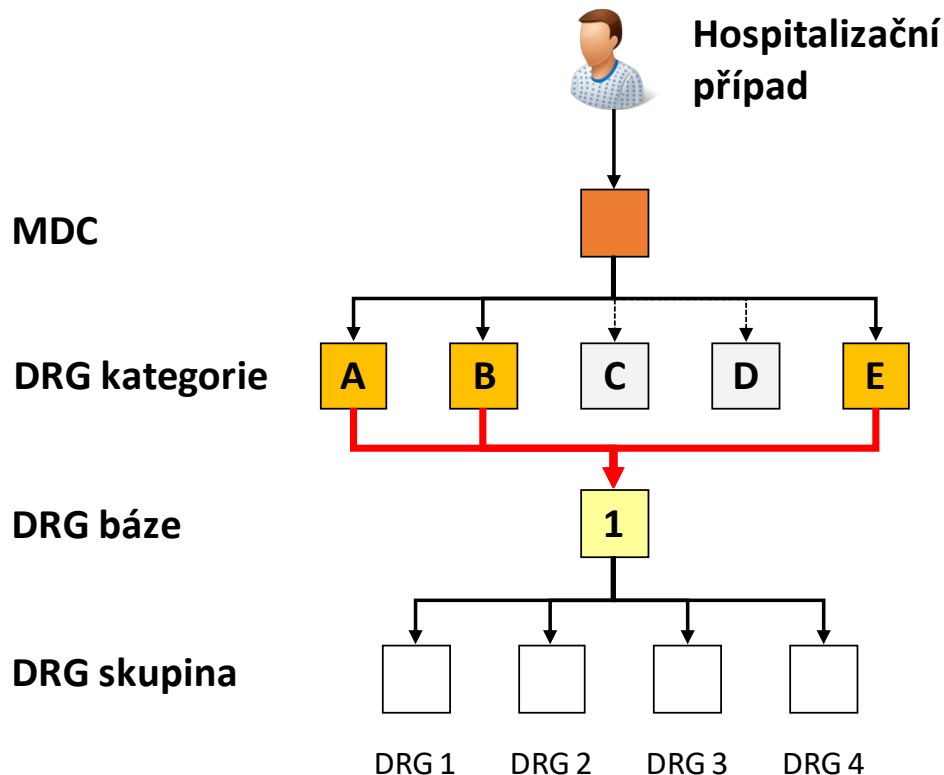 Hospitalizační
případ
MDC
DRG kategorie
A B C D E
DRG báze
1
DRG skupina
DRG 1 DRG 2 DRG 3 DRG 4